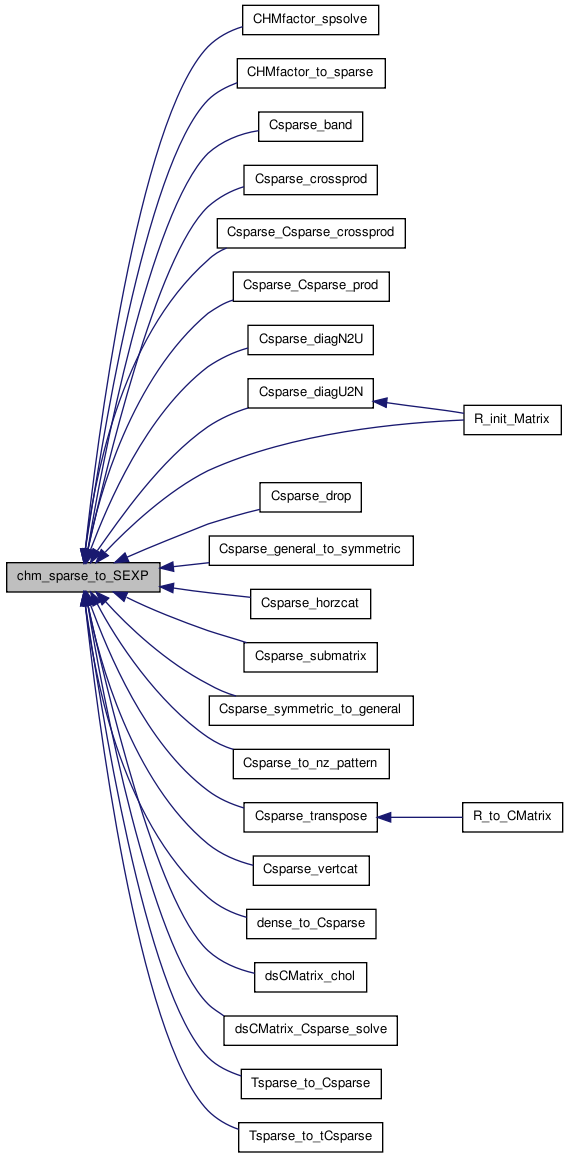 CHMfactor_spsolve
CHMfactor_to_sparse
Csparse_band
Csparse_crossprod
Csparse_Csparse_crossprod
Csparse_Csparse_prod
Csparse_diagN2U
Csparse_diagU2N
R_init_Matrix
Csparse_drop
Csparse_general_to_symmetric
chm_sparse_to_SEXP
Csparse_horzcat
Csparse_submatrix
Csparse_symmetric_to_general
Csparse_to_nz_pattern
Csparse_transpose
R_to_CMatrix
Csparse_vertcat
dense_to_Csparse
dsCMatrix_chol
dsCMatrix_Csparse_solve
Tsparse_to_Csparse
Tsparse_to_tCsparse